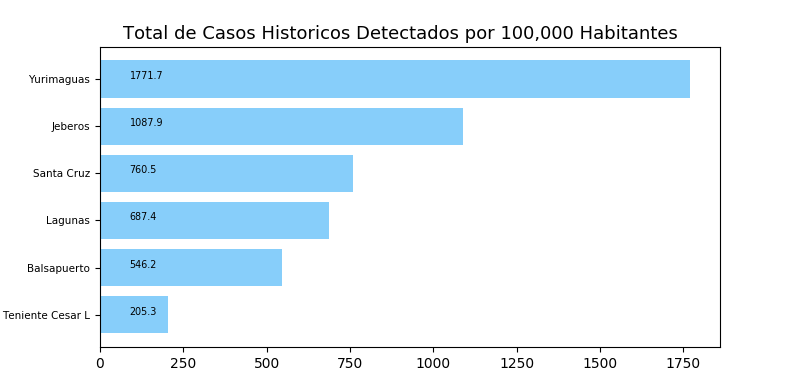 Total de Casos Historicos Detectados por 100,000 Habitantes
Yurimaguas 1771.7
Jeberos 1087.9
Santa Cruz 760.5
Lagunas 687.4
Balsapuerto 546.2
Teniente Cesar L 205.3
0 250 500 750 1000 1250 1500 1750